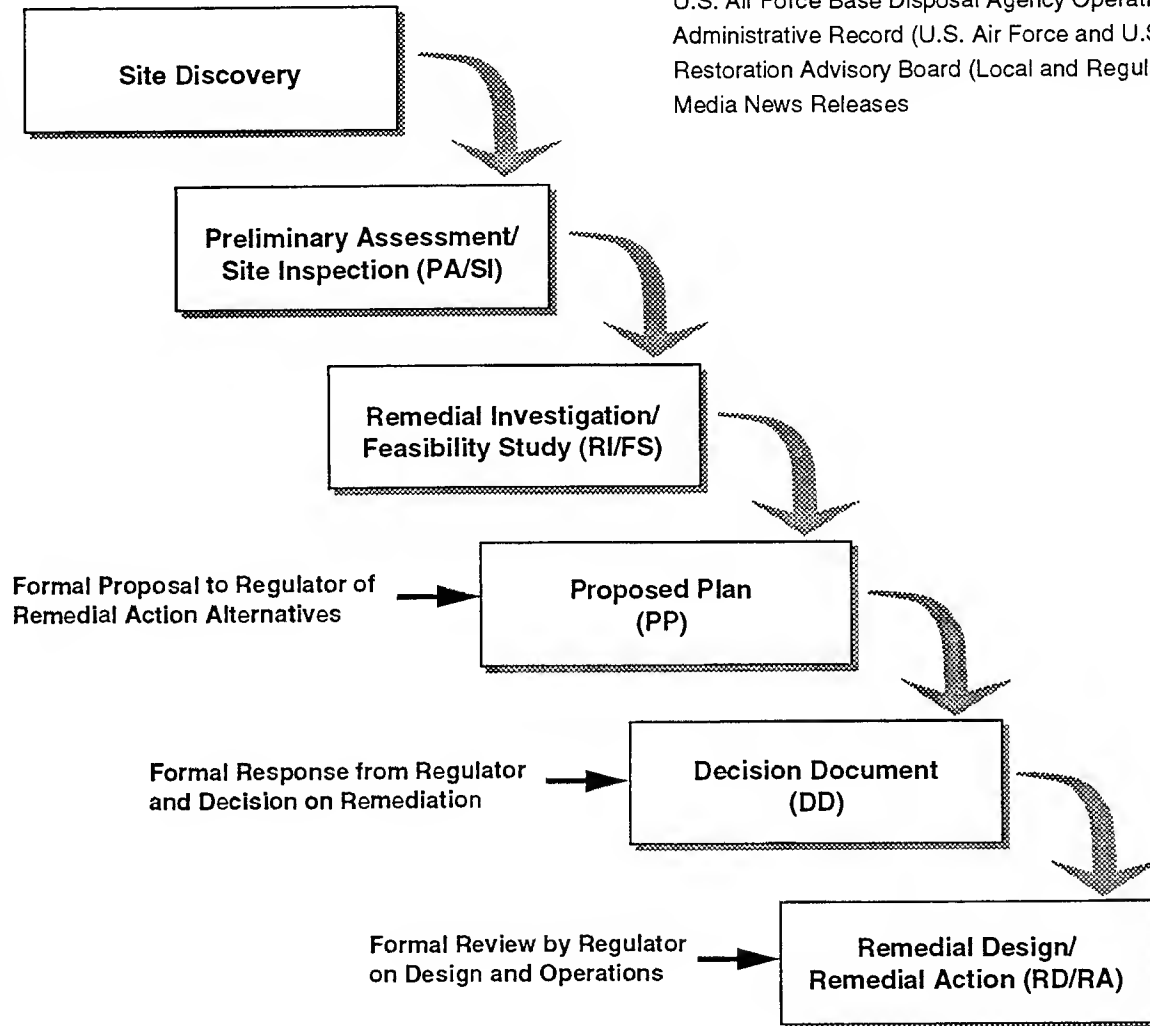 U.S. Air Force Base Disposal Agency
Administrative Record (U.S. Air Force and
Restoration Advisory Board (Local and
Media News Releases
Site Discovery
Preliminary Assessment/
Site Inspection (PA/SI)
Remedial Investigation/
Feasibility Study (RI/FS)
Formal Proposal to Regulator of
Remedial Action Alternatives
Proposed Plan
(PP)
Formal Response from Regulator
and Decision on Remediation
Decision Document
(DD)
Formal Review by Regulator
on Design and Operations
Remedial Design/
Remedial Action (RD/RA)